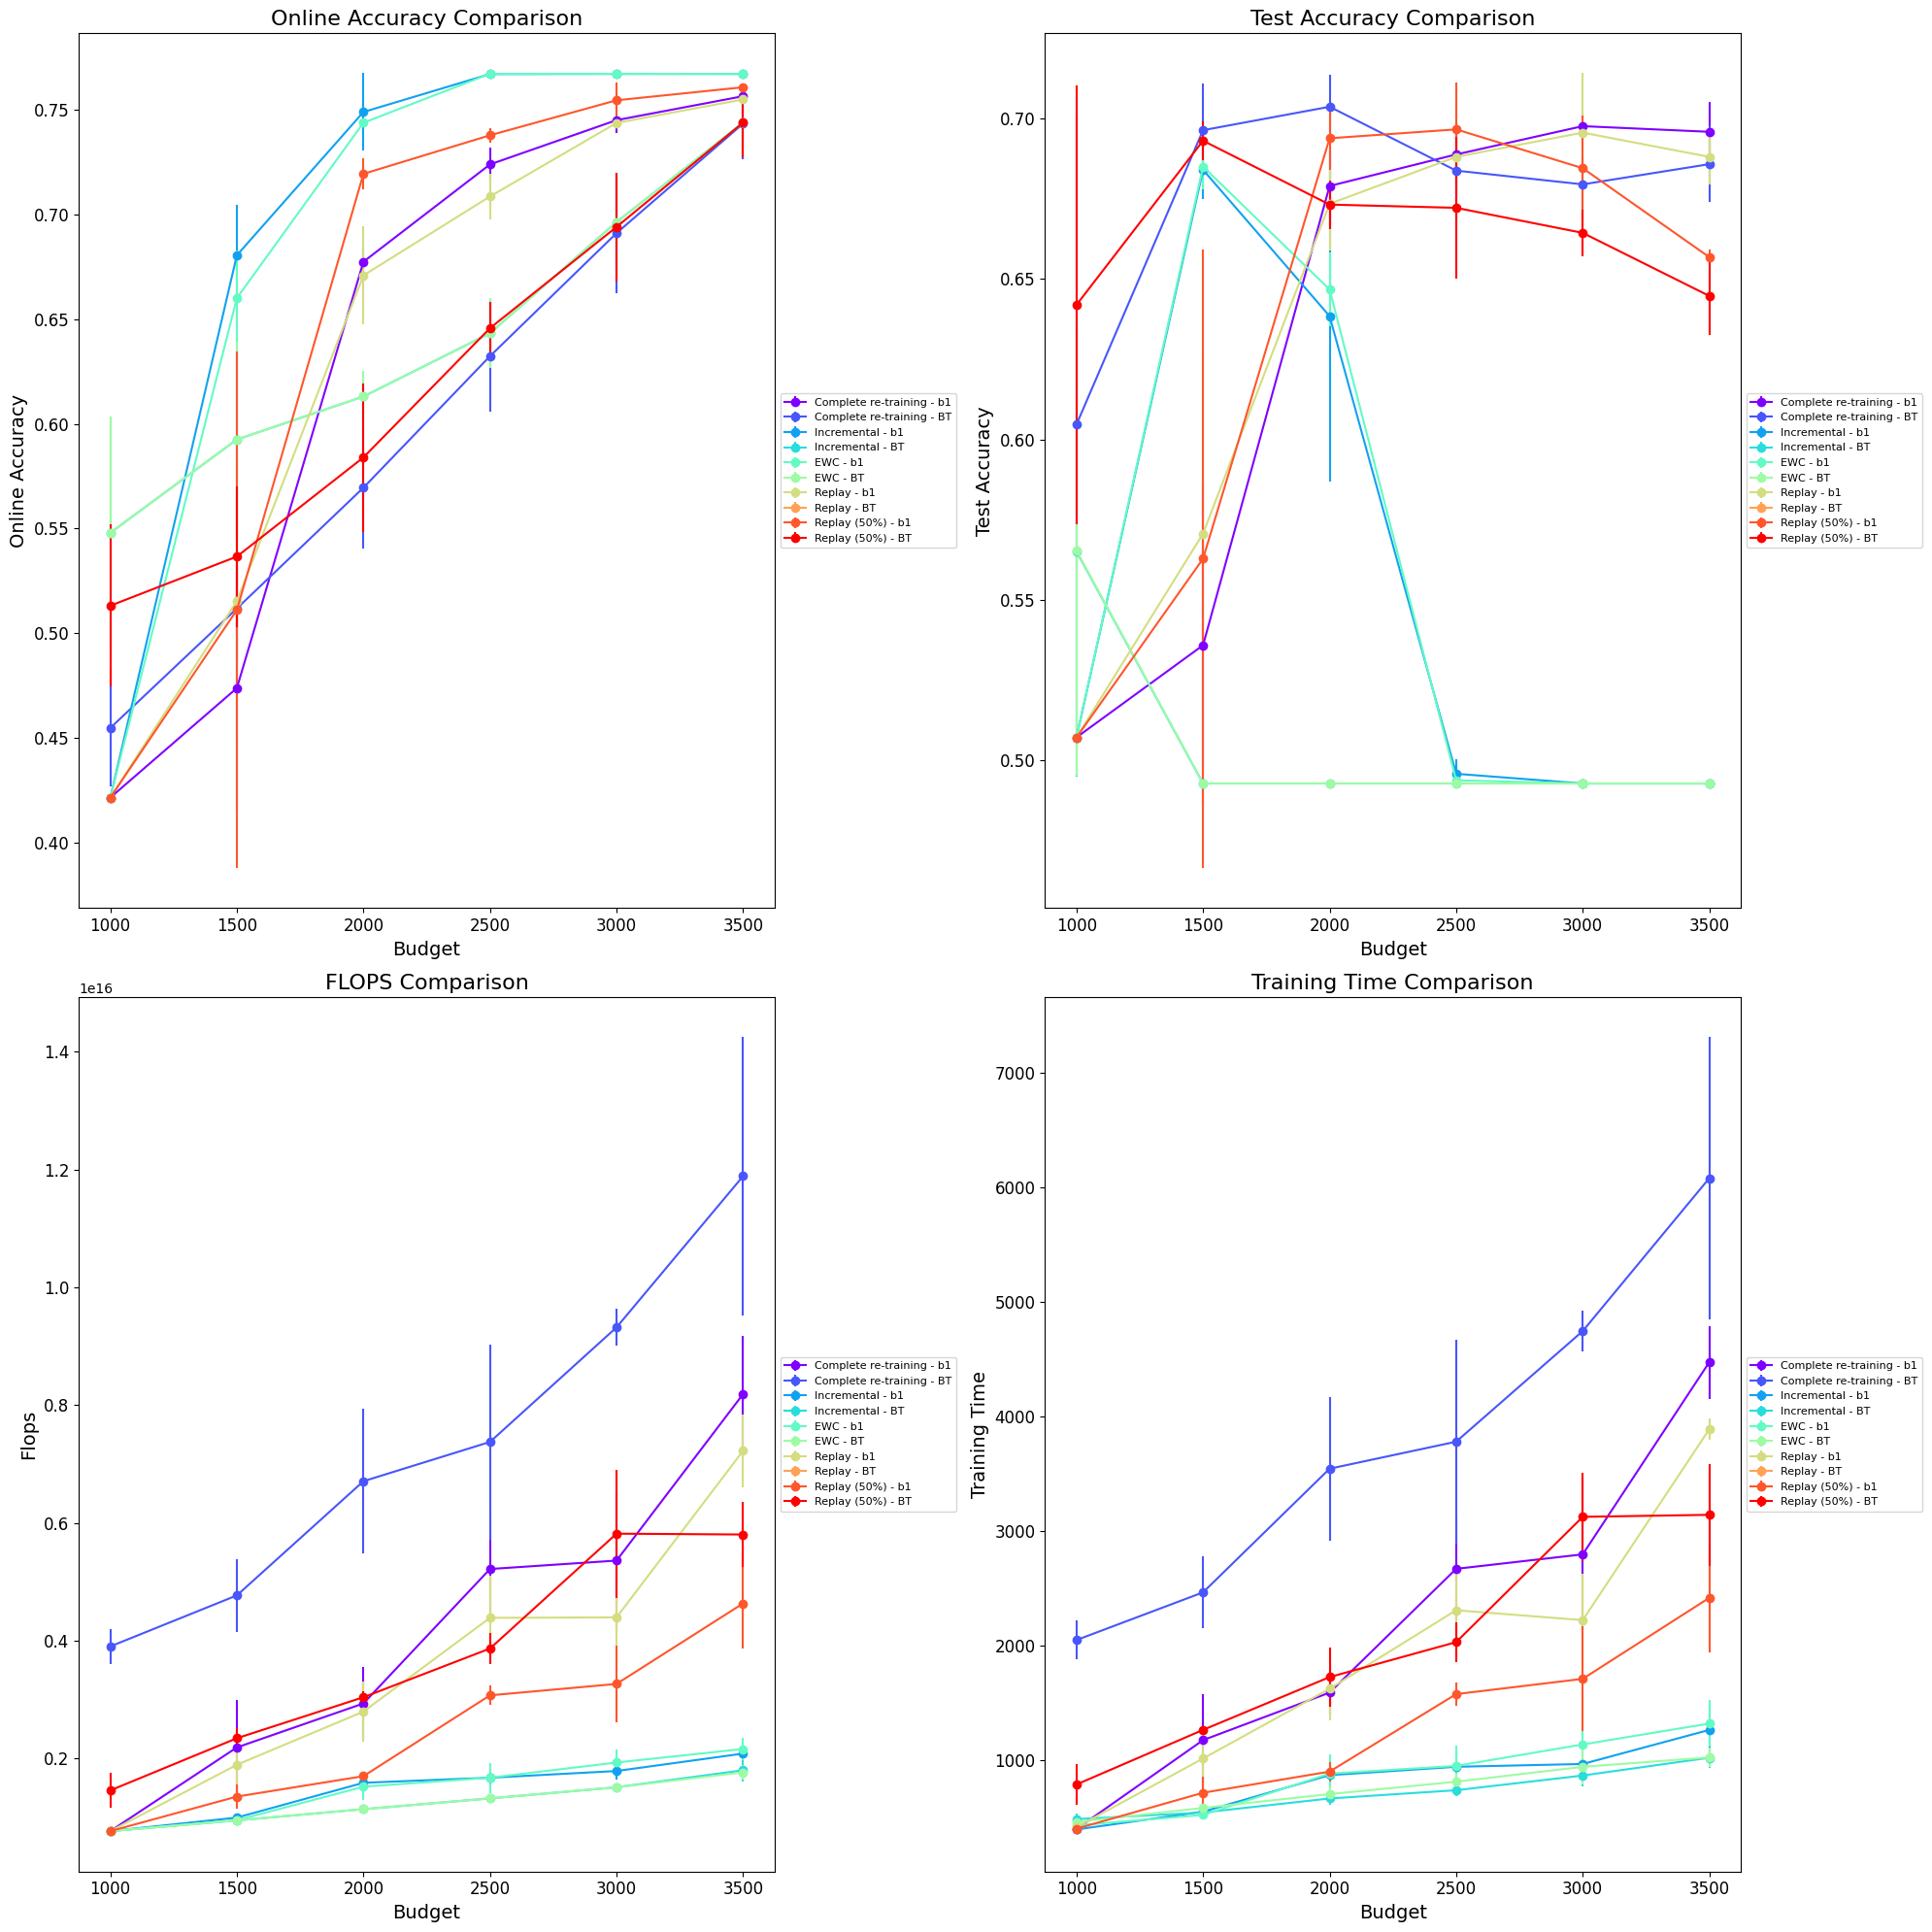 Online Accuracy Comparison
Online Accuracy
0.75
0.70
0.65
0.60
0.55
0.50
0.45
0.40
1000 1500 2000 2500 3000 3500
Budget
Complete re-training - b1
Complete re-training - BT
Incremental - b1
Incremental - BT
EWC - b1
EWC - BT
Replay - b1
Replay - BT
Replay (50%) - b1
Replay (50%) - BT
Test Accuracy Comparison
Test Accuracy
0.70
0.65
0.60
0.55
0.50
1000 1500 2000 2500 3000 3500
Budget
Complete re-training - b1
Complete re-training - BT
Incremental - b1
Incremental - BT
EWC - b1
EWC - BT
Replay - b1
Replay - BT
Replay (50%) - b1
Replay (50%) - BT
FLOPS Comparison
1e16
Flops
1.4
1.2
1.0
0.8
0.6
0.4
0.2
1000 1500 2000 2500 3000 3500
Budget
Complete re-training - b1
Complete re-training - BT
Incremental - b1
Incremental - BT
EWC - b1
EWC - BT
Replay - b1
Replay - BT
Replay (50%) - b1
Replay (50%) - BT
Training Time Comparison
Training Time
7000
6000
5000
4000
3000
2000
1000
1000 1500 2000 2500 3000 3500
Budget
Complete re-training - b1
Complete re-training - BT
Incremental - b1
Incremental - BT
EWC - b1
EWC - BT
Replay - b1
Replay - BT
Replay (50%) - b1
Replay (50%) - BT